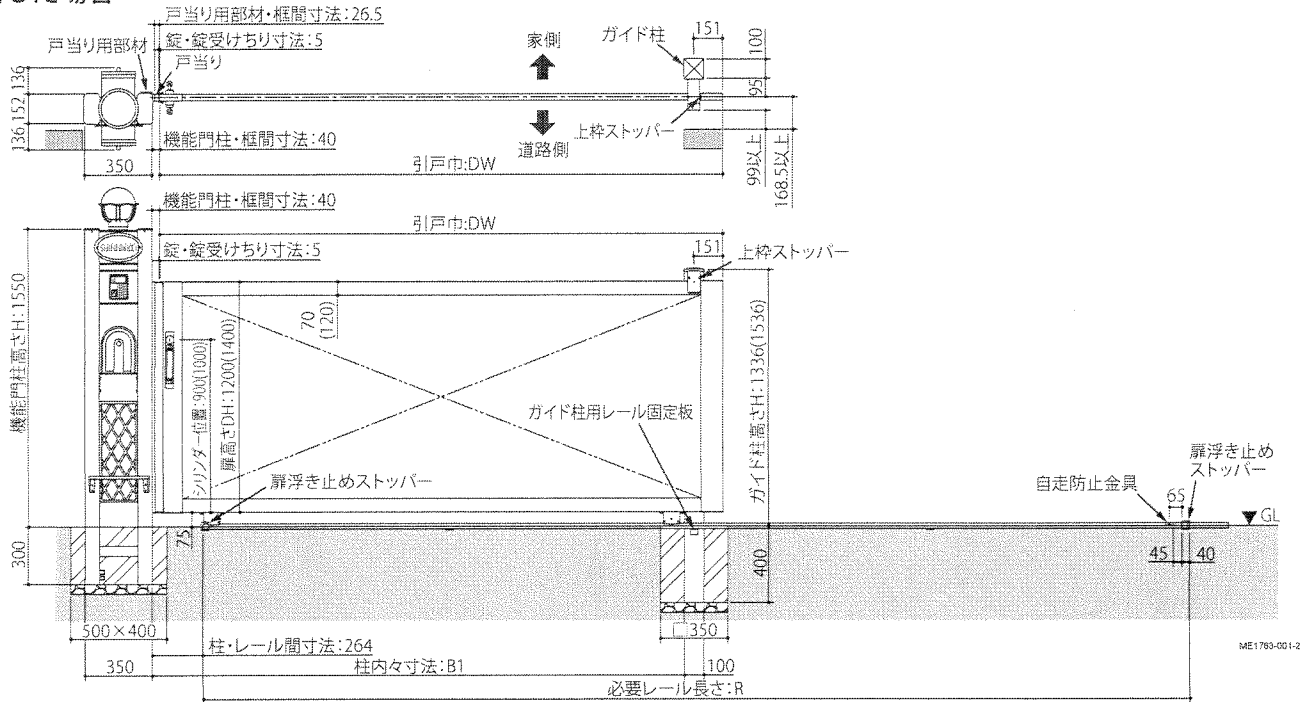 戸当り用部材・框間寸法:26.5
錠・錠受けちり寸法:5
戸当り用部材
戸当り
家側
ガイド柱
151
100
95
136
152
136
上枠ストッパー
道路側
機能門柱・框間寸法:40
350
引戸巾:DW
99以上
168.5以上
機能門柱・框間寸法:40
引戸巾:DW
錠・錠受けちり寸法:5
151
上枠ストッパー
機能門柱高さH:1550
70
(120)
シリンダー位置:900(1000)
扉高さDH:1200(1400)
ガイド柱高さH:1336(1536)
ガイド柱用レール固定板
扉浮き止めストッパー
自走防止金具
扉浮き止め
ストッパー
65
GL
75
300
400
45
40
500×400
□350
柱・レール間寸法:264
350
柱内々寸法:B1
100
必要レール長さ:R
ME1763-001-2